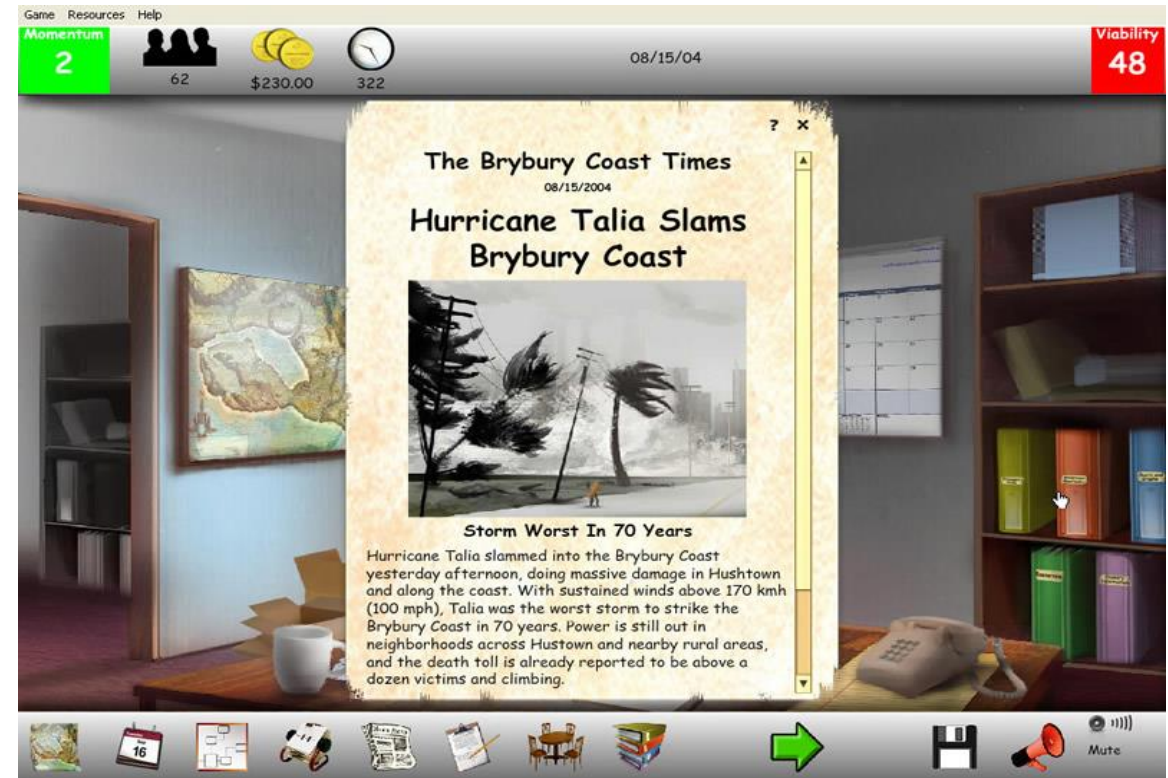 Game Resources Help
Momentum
2
62
$230.00
322
08/15/04
Viability
48
? ×
The Brybury Coast Times
08/15/2004
Hurricane Talia Slams
Brybury Coast
Storm Worst In 70 Years
Hurricane Talia slammed into the Brybury Coast
yesterday afternoon, doing massive damage in Hushtown
and along the coast. With sustained winds above 170 kmh
(100 mph), Talia was the worst storm to strike the
Brybury Coast in 70 years. Power is still out in
neighborhoods across Hustown and nearby rural areas,
and the death toll is already reported to be above a
dozen victims and climbing.
16
Mute